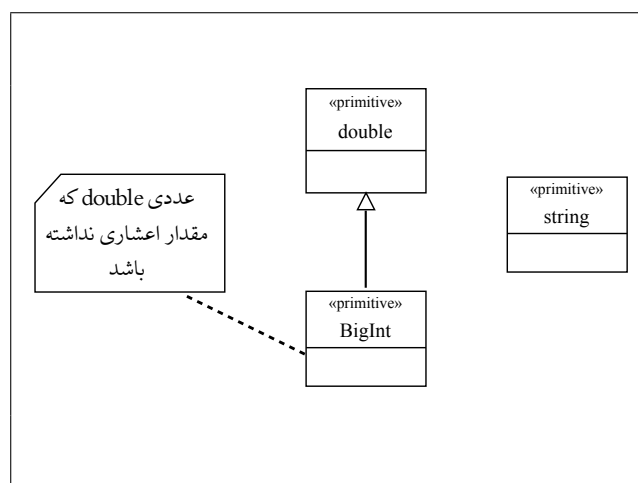 «primitive»
double
عددی double که
مقدار اعشاری نداشته
باشد
«primitive»
string
«primitive»
BigInt